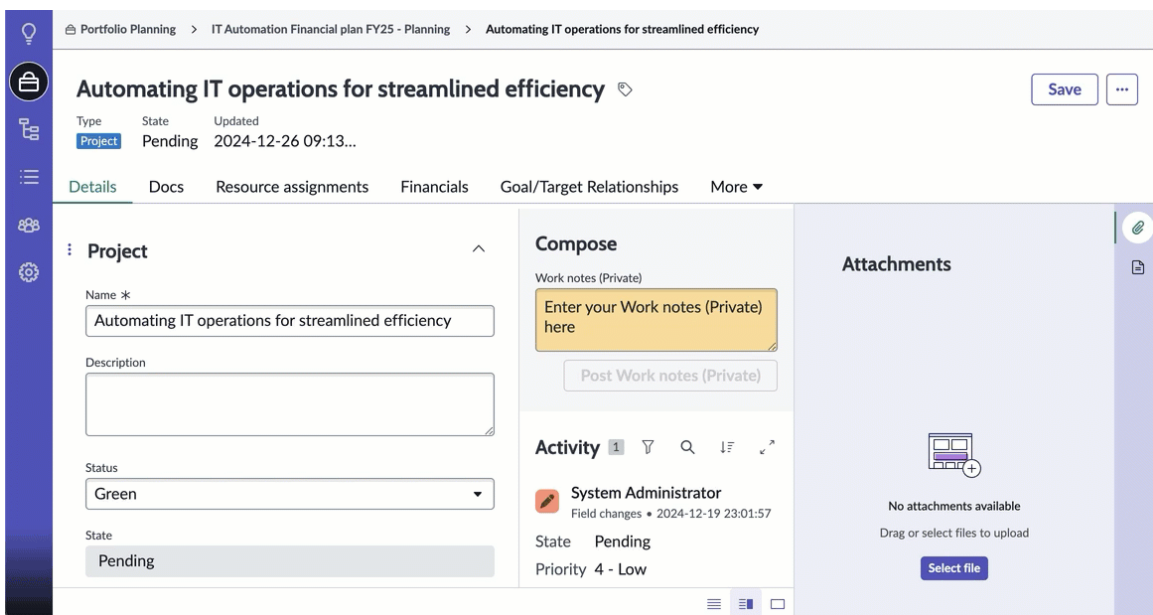 Portfolio Planning > IT Automation Financial plan FY25 - Planning > Automating IT operations for streamlined efficiency
Automating IT operations for streamlined efficiency
Save
...
Type State Updated
Project Pending 2024-12-26 09:13...
Details Docs Resource assignments Financials Goal/Target Relationships More
Project
Name *
Automating IT operations for streamlined efficiency
Description
Status
Green
State
Pending
Compose
Work notes (Private)
Enter your Work notes (Private)
here
Post Work notes (Private)
Activity 1
System Administrator
Field changes • 2024-12-19 23:01:57
State Pending
Priority 4 - Low
Attachments
No attachments available
Drag or select files to upload
Select file